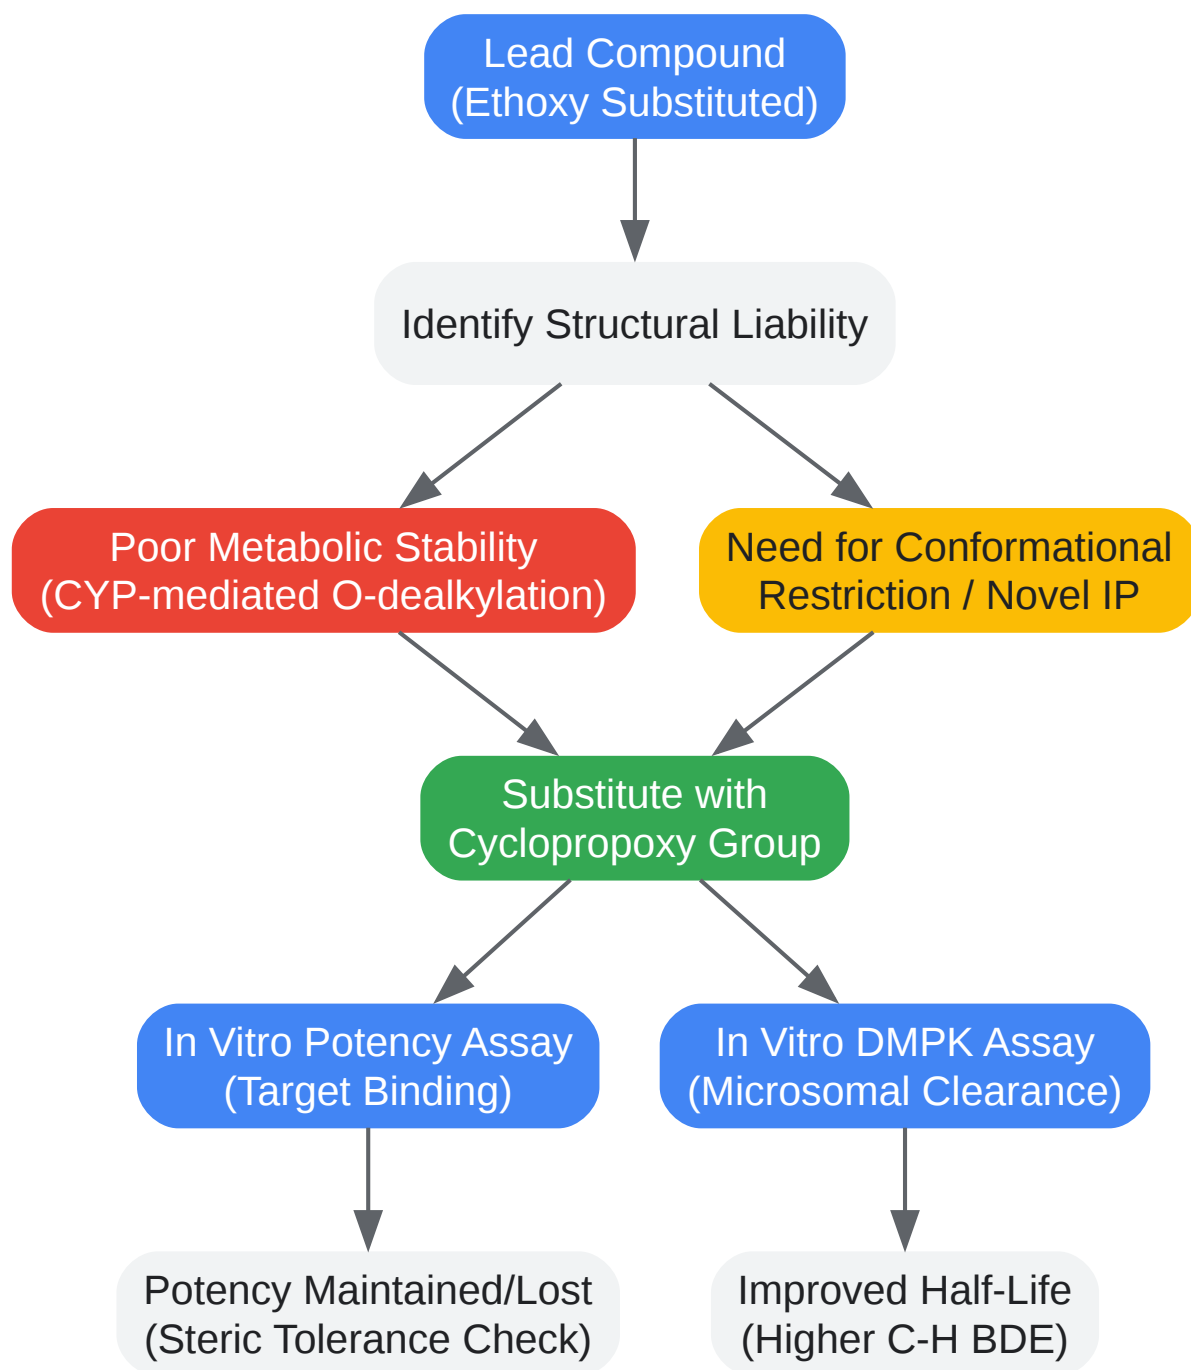 Lead Compound
(Ethoxy Substituted)
Identify Structural Liability
Poor Metabolic Stability
(CYP-mediated O-dealkylation)
Need for Conformational
Restriction / Novel IP
Substitute with
Cyclopropoxy Group
In Vitro Potency Assay
(Target Binding)
In Vitro DMPK Assay
(Microsomal Clearance)
Potency Maintained/Lost
(Steric Tolerance Check)
Improved Half-Life
(Higher C-H BDE)